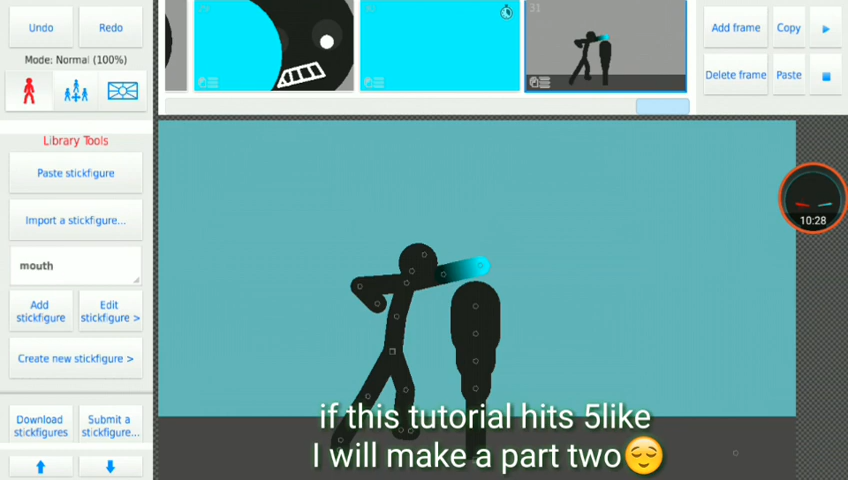 Undo
Redo
Mode: Normal (100%)
Library Tools
Paste stickfigure
Import a stickfigure...
mouth
Add stickfigure
Edit stickfigure >
Create new stickfigure >
Download stickfigures
Submit a stickfigure...
30
31
Add frame
Copy
Delete frame
Paste
10:28
if this tutorial hits 5like
I will make a part two😌